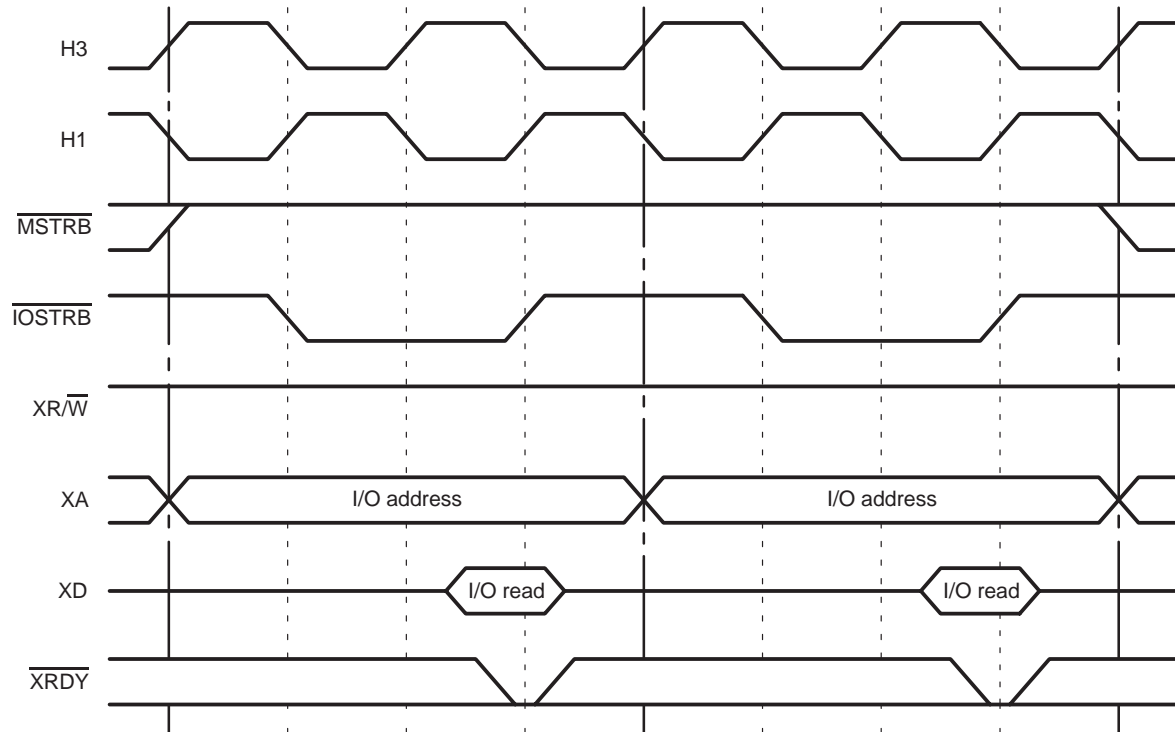 H3
H1
MSTRB
IOSTRB
XR/W
XA
I/O address
I/O address
XD
I/O read
I/O read
XRDY